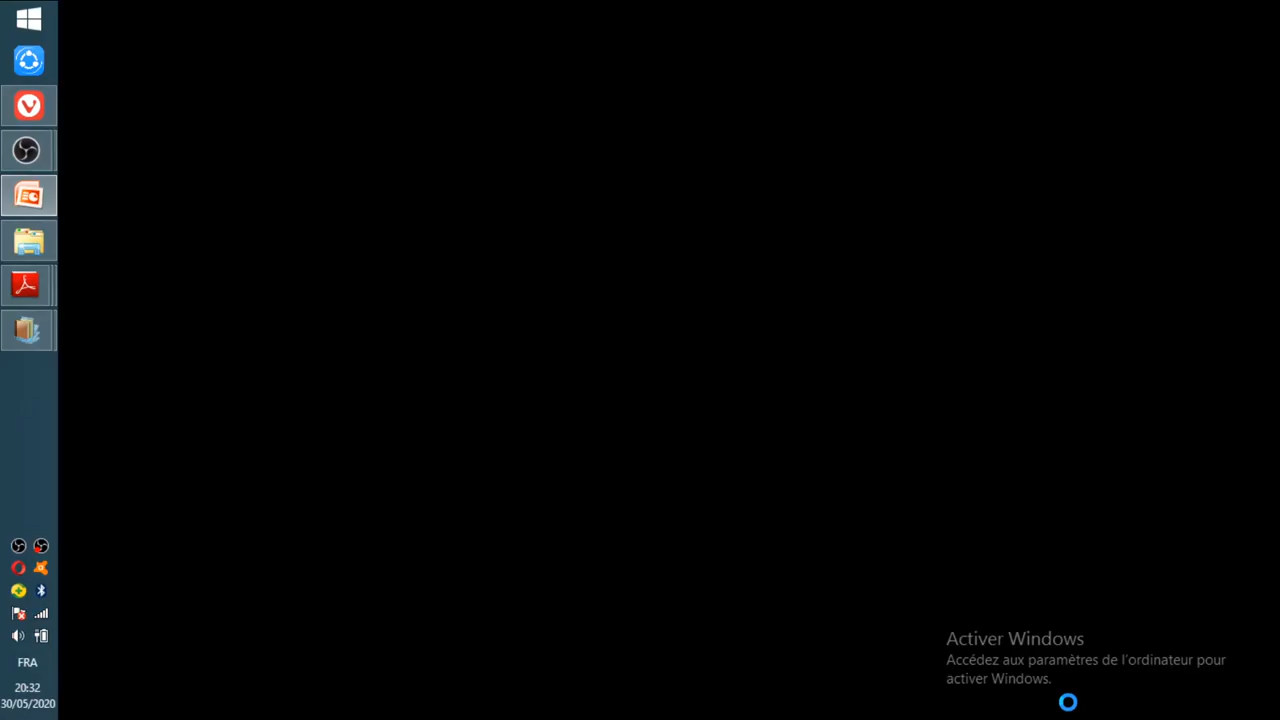 Activer Windows
Accédez aux paramètres de l'ordinateur pour
activer Windows.
FRA
20:32
30/05/2020